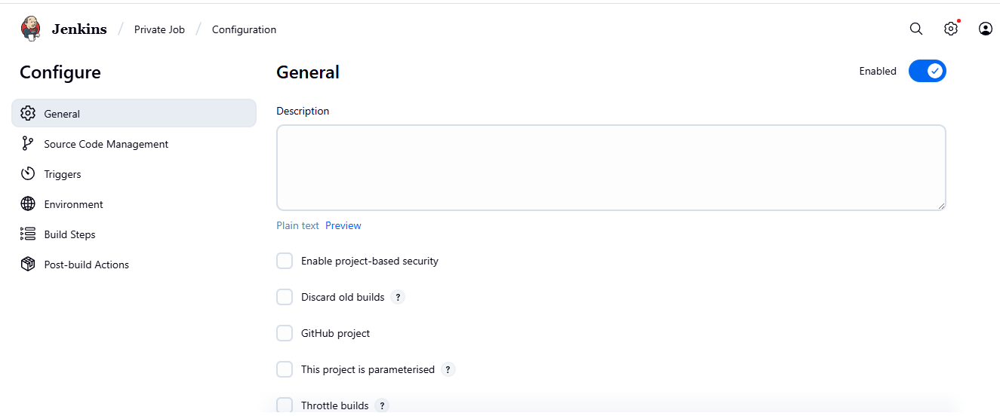 Jenkins / Private Job / Configuration
Configure
General
Source Code Management
Triggers
Environment
Build Steps
Post-build Actions
General
Enabled
Description
Plain text Preview
Enable project-based security
Discard old builds ?
GitHub project
This project is parameterised ?
Throttle builds ?